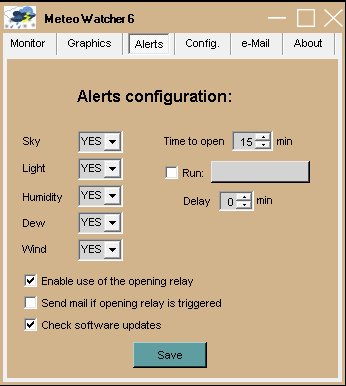 Meteo Watcher 6
Monitor Graphics Alerts Config. e-Mail About
Alerts configuration:
Sky YES Time to open 15 min
Light YES Run:
Humidity YES Delay 0 min
Dew YES
Wind YES
Enable use of the opening relay
Send mail if opening relay is triggered
Check software updates
Save